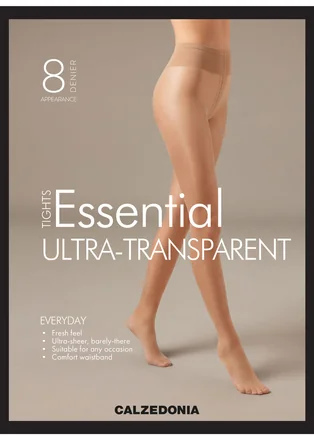 8
DENIER
APPEARANCE
TIGHTS
Essential
ULTRA-TRANSPARENT
EVERYDAY
• Fresh feel
• Ultra-sheer, barely-there
• Suitable for any occasion
• Comfort waistband
CALZEDONIA